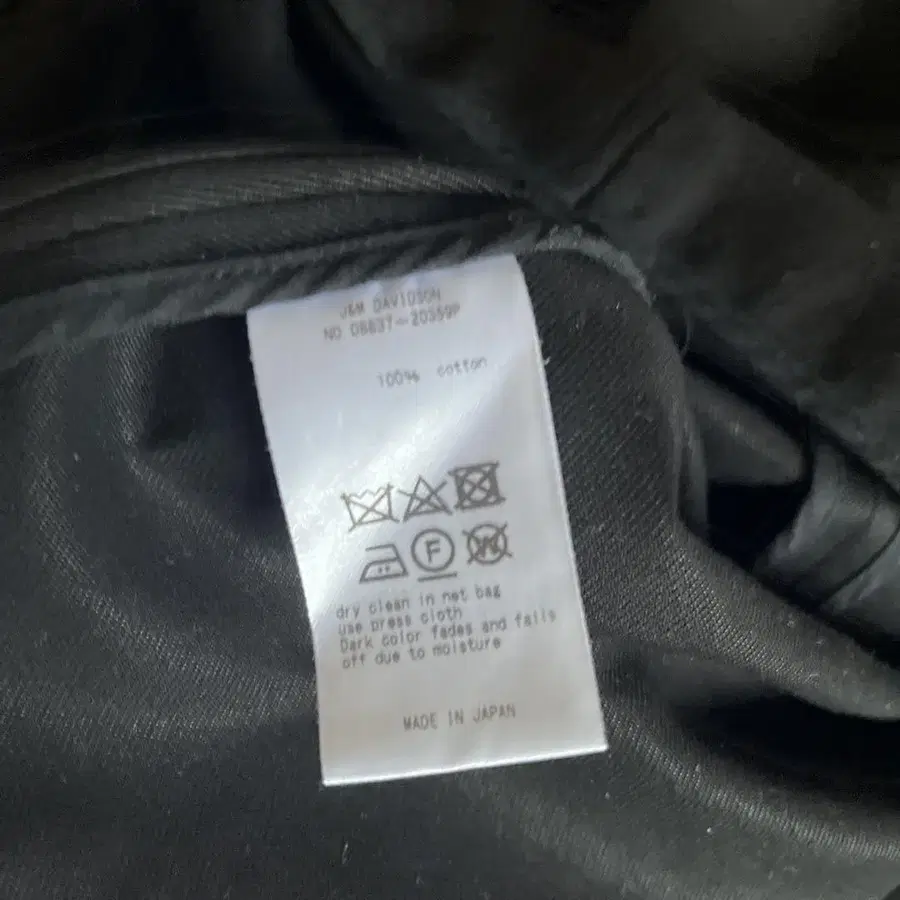 J&M DAVIDSON
NO 08837-20359P
100% cotton
F
W
dry clean in net bag
use press cloth
Dark color fades and falls
off due to moisture
MADE IN JAPAN